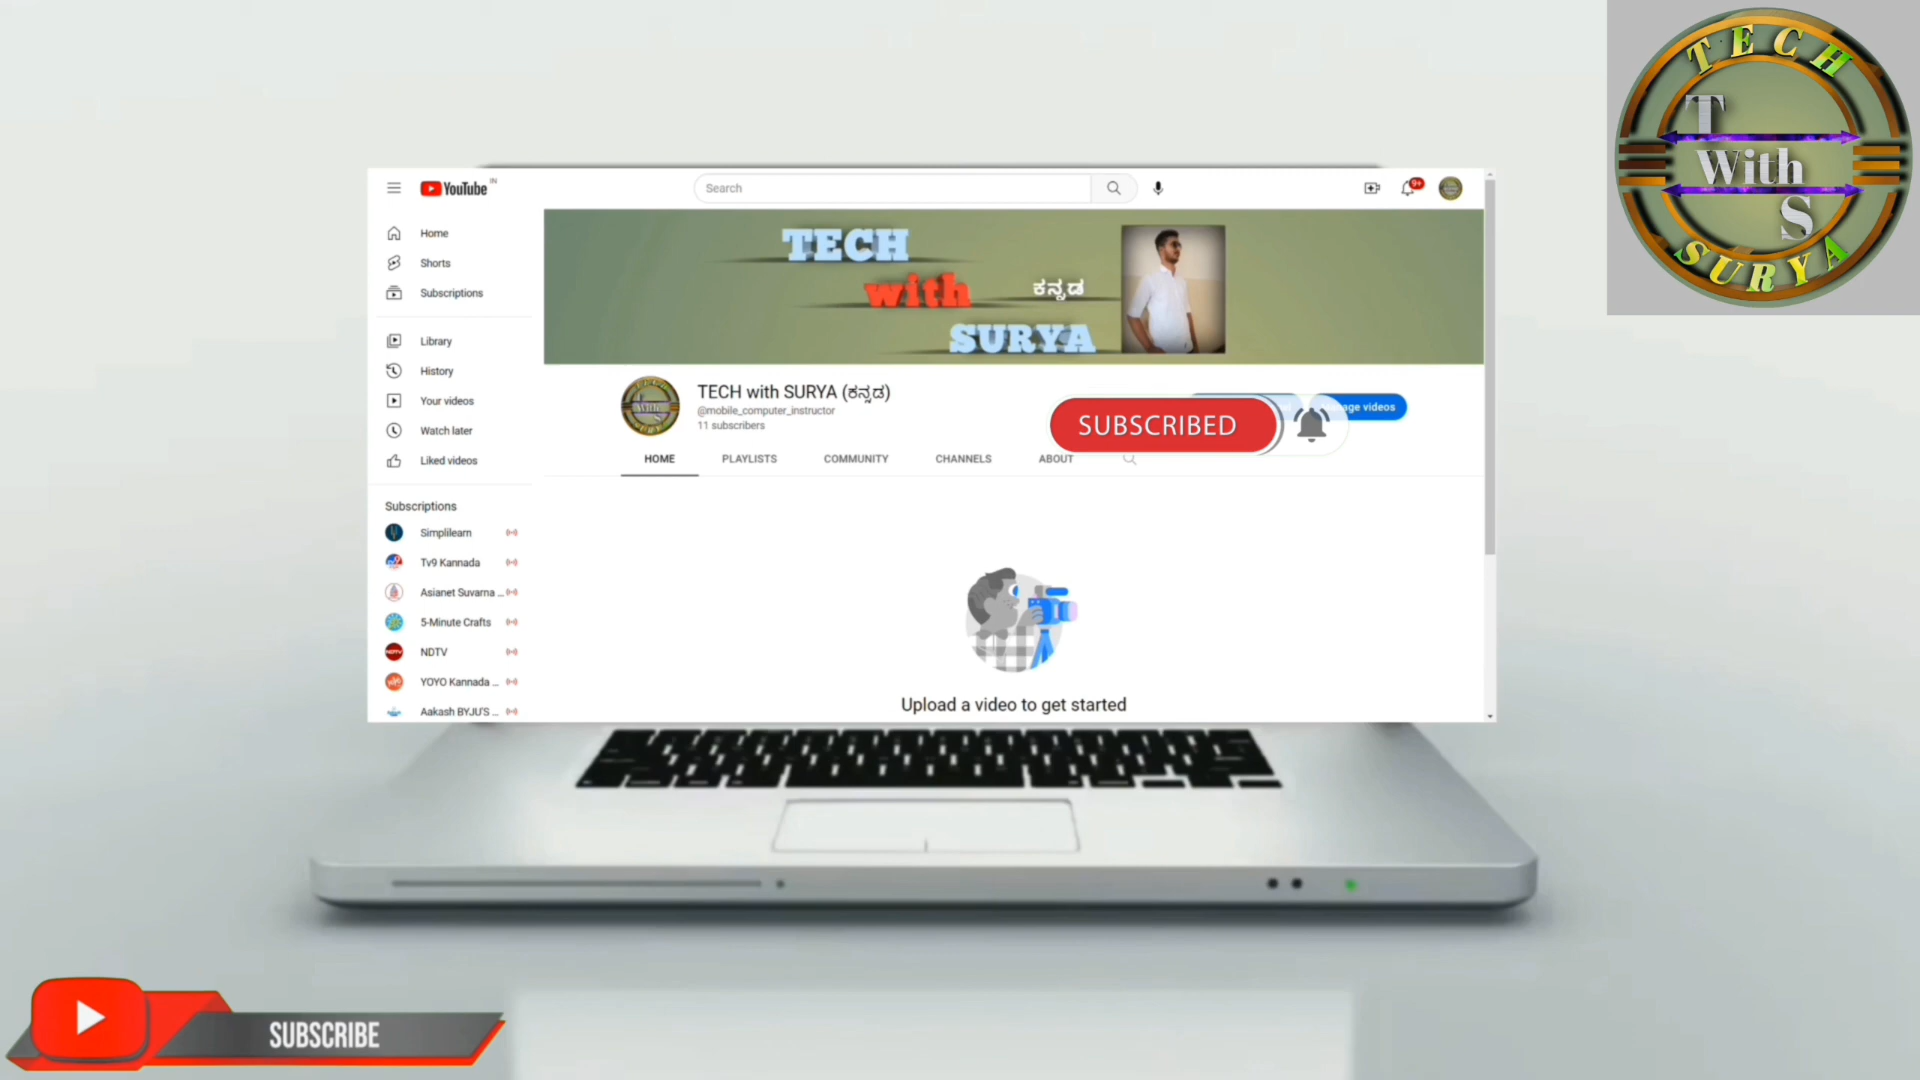 TECH
T
With
S
SURYA
YouTube IN
Search
9+
Home
Shorts
Subscriptions
Library
History
Your videos
Watch later
Liked videos
Subscriptions
Simplilearn
Tv9 Kannada
Asianet Suvarna ...
5-Minute Crafts
NDTV
YOYO Kannada ...
Aakash BYJU'S ...
TECH
with
ಕನ್ನಡ
SURYA
TECH with SURYA (ಕನ್ನಡ)
@mobile_computer_instructor
11 subscribers
SUBSCRIBED
videos
HOME
PLAYLISTS
COMMUNITY
CHANNELS
ABOUT
Upload a video to get started
SUBSCRIBE